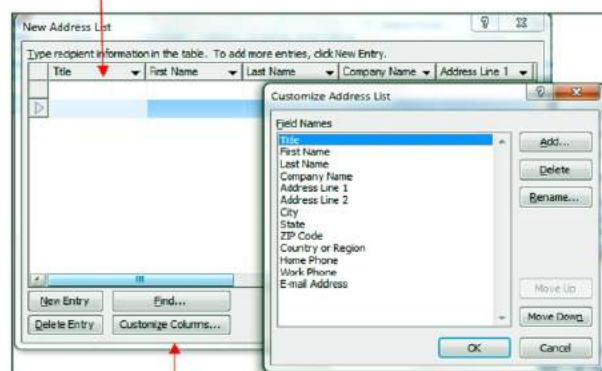 New Address List
Type recipient information in the table. To add more entries, click New Entry.
Title First Name Last Name Company Name Address Line 1
Customize Address List
Field Names
Title
First Name
Last Name
Company Name
Address Line 1
Address Line 2
City
State
ZIP Code
Country or Region
Home Phone
Work Phone
E-mail Address
Add...
Delete
Rename...
Move Up
Move Down
OK Cancel
New Entry Find...
Delete Entry Customize Columns...